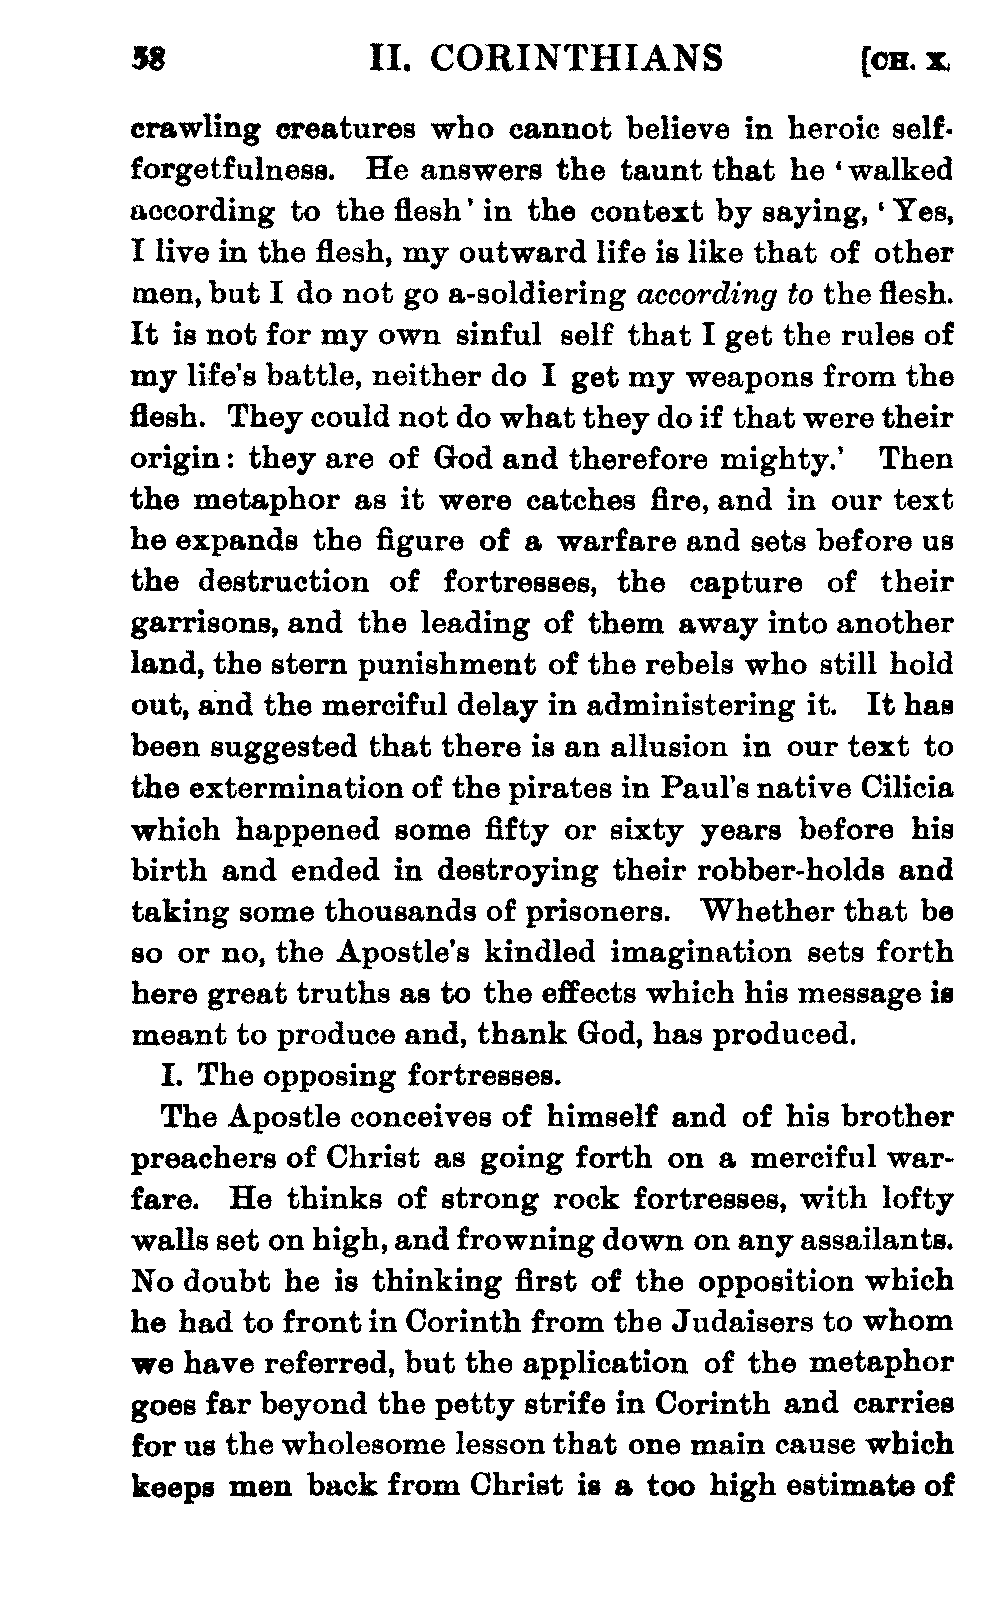 58 II. CORINTHIANS [CH. X.
crawling creatures who cannot believe in heroic self-
forgetfulness. He answers the taunt that he ‘walked
according to the flesh’ in the context by saying, ‘Yes,
I live in the flesh, my outward life is like that of other
men, but I do not go a-soldiering according to the flesh.
It is not for my own sinful self that I get the rules of
my life’s battle, neither do I get my weapons from the
flesh. They could not do what they do if that were their
origin: they are of God and therefore mighty.’ Then
the metaphor as it were catches fire, and in our text
he expands the figure of a warfare and sets before us
the destruction of fortresses, the capture of their
garrisons, and the leading of them away into another
land, the stern punishment of the rebels who still hold
out, and the merciful delay in administering it. It has
been suggested that there is an allusion in our text to
the extermination of the pirates in Paul’s native Cilicia
which happened some fifty or sixty years before his
birth and ended in destroying their robber-holds and
taking some thousands of prisoners. Whether that be
so or no, the Apostle’s kindled imagination sets forth
here great truths as to the effects which his message is
meant to produce and, thank God, has produced.
I. The opposing fortresses.
The Apostle conceives of himself and of his brother
preachers of Christ as going forth on a merciful war-
fare. He thinks of strong rock fortresses, with lofty
walls set on high, and frowning down on any assailants.
No doubt he is thinking first of the opposition which
he had to front in Corinth from the Judaisers to whom
we have referred, but the application of the metaphor
goes far beyond the petty strife in Corinth and carries
for us the wholesome lesson that one main cause which
keeps men back from Christ is a too high estimate of